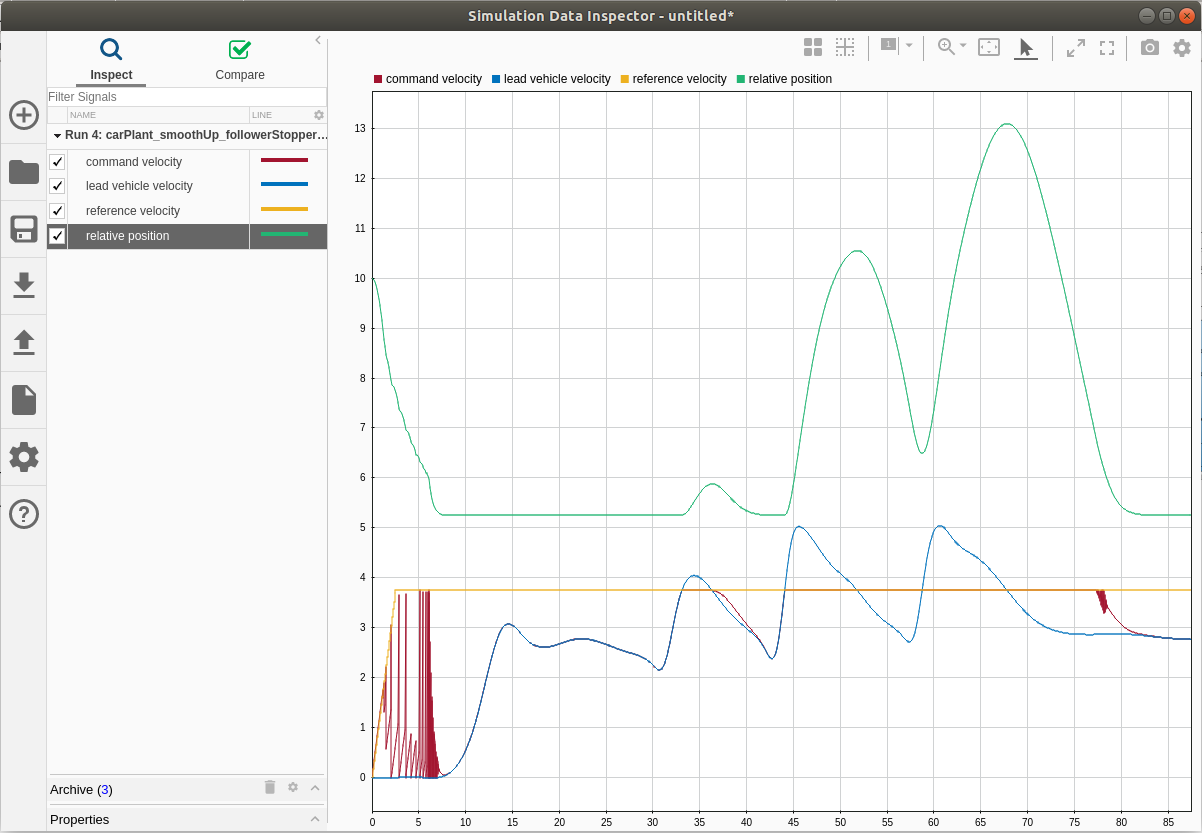 Simulation Data Inspector - untitled*
Inspect
Compare
Filter Signals
NAME
LINE
Run 4: carPlant_smoothUp_followerStopper...
command velocity
lead vehicle velocity
reference velocity
relative position
Archive (3)
Properties
1
command velocity lead vehicle velocity reference velocity relative position
13
12
11
10
9
8
7
6
5
4
3
2
1
0
0 5 10 15 20 25 30 35 40 45 50 55 60 65 70 75 80 85